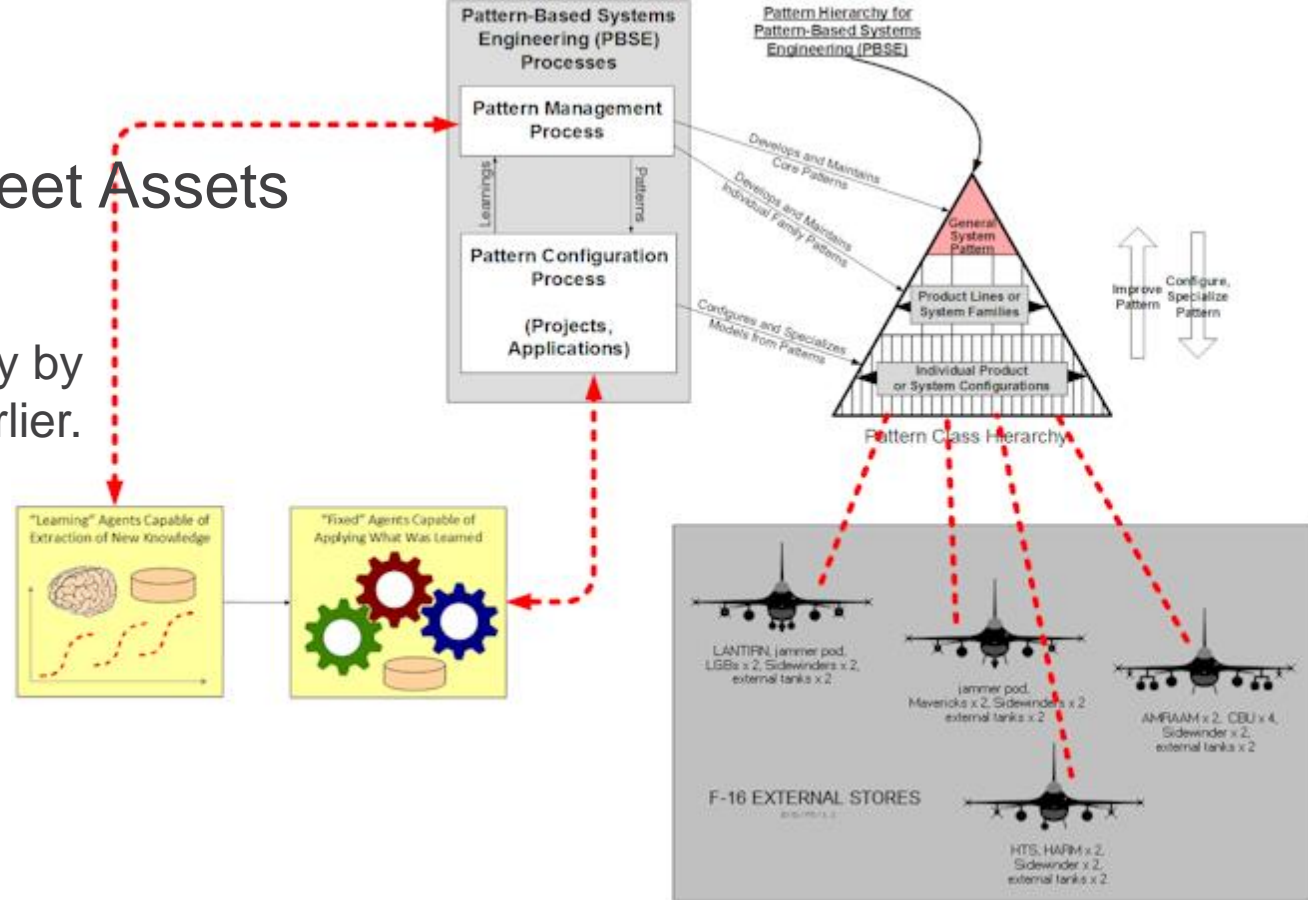 eet Assets
y by
rlier.
Pattern-Based Systems
Engineering (PBSE)
Processes
Pattern Management
Process
Learnings
Patterns
Pattern Configuration
Process
(Projects,
Applications)
Pattern Hierarchy for
Pattern-Based Systems
Engineering (PBSE)
Develops and Maintains
Core Patterns
Develops and Maintains
Individual Family Patterns
Configures and Specializes
Models from Patterns
General
System
Pattern
Product Lines or
System Families
Individual Product
or System Configurations
Pattern Class Hierarchy
Improve
Pattern
Configure,
Specialize
Pattern
"Learning" Agents Capable of
Extraction of New Knowledge
"Fixed" Agents Capable of
Applying What Was Learned
LANTIRN, jammer pod,
LGBs x 2, Sidewinders x 2,
external tanks x 2
jammer pod,
Mavericks x 2, Sidewinders x 2
external tanks x 2
AMRAAM x 2, CBU x 4,
Sidewinder x 2,
external tanks x 2
F-16 EXTERNAL STORES
HTS, HARM x 2,
Sidewinder x 2,
external tanks x 2